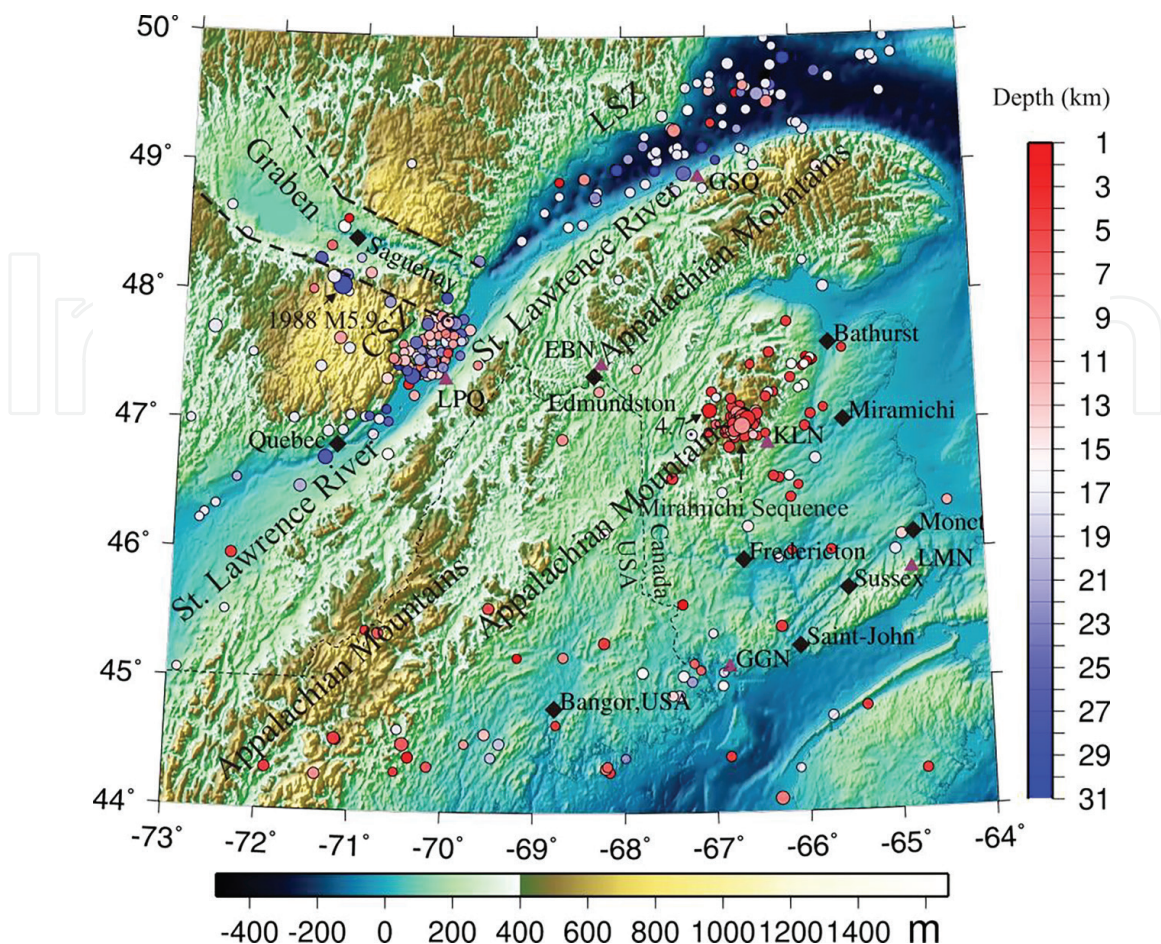 50˚
49˚
48˚
47˚
46˚
45˚
44˚
-73˚
-72˚
-71˚
-70˚
-69˚
-68˚
-67˚
-66˚
-65˚
-64˚
LSZ
Graben
GSQ
Saguenay
St. Lawrence River
Appalachian Mountains
1988 M5.9
CSZ
EBN
LPQ
Edmundston
Bathurst
Miramichi
4.7
KLN
Quebec
Miramichi Sequence
Appalachian Mountains
St. Lawrence River
Canada
USA
Fredericton
Monct
LMN
Sussex
Saint-John
GGN
Appalachian Mountains
Bangor,USA
Depth (km)
1
3
5
7
9
11
13
15
17
19
21
23
25
27
29
31
-400 -200 0 200 400 600 800 1000 1200 1400 m